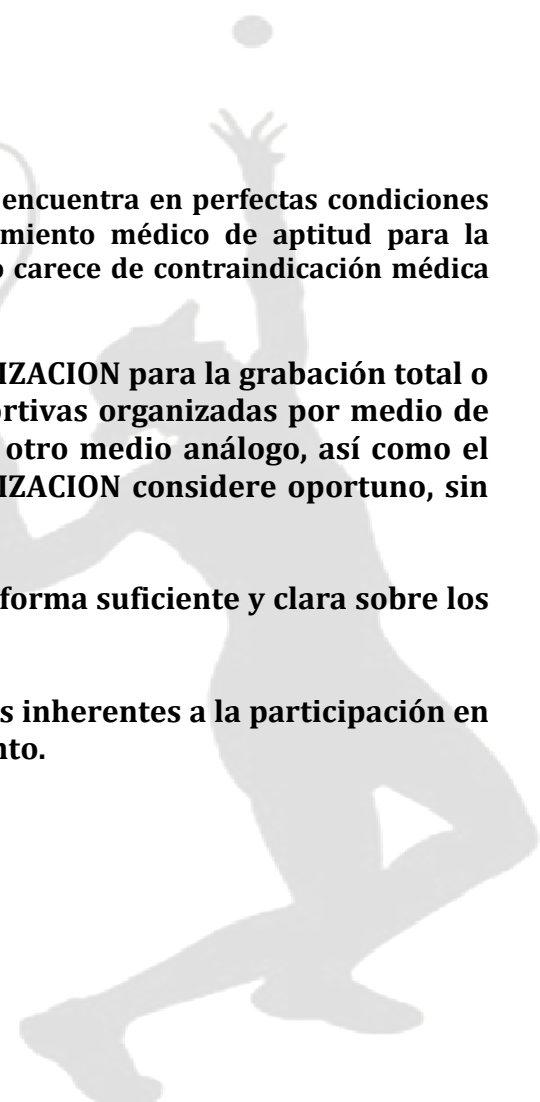 encuentra en perfectas condiciones
miento médico de aptitud para la
o carece de contraindicación médica
IZACION para la grabación total o
ortivas organizadas por medio de
otro medio análogo, así como el
IZACION considere oportuno, sin
forma suficiente y clara sobre los
s inherentes a la participación en
nto.